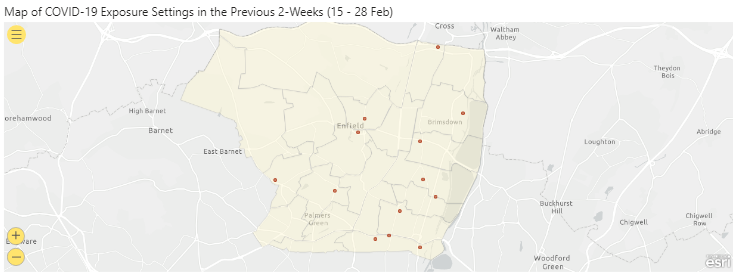 Map of COVID-19 Exposure Settings in the Previous 2-Weeks (15 - 28 Feb)
Cross
Waltham
Abbey
Theydon
Bois
High Barnet
orehamwood
Barnet
Enfield
Brimsdown
Abridge
Loughton
East Barnet
Buckhurst
Hill
Palmers
Green
Chigwell
Chigwell
Row
+
−
Woodford
Green
esri